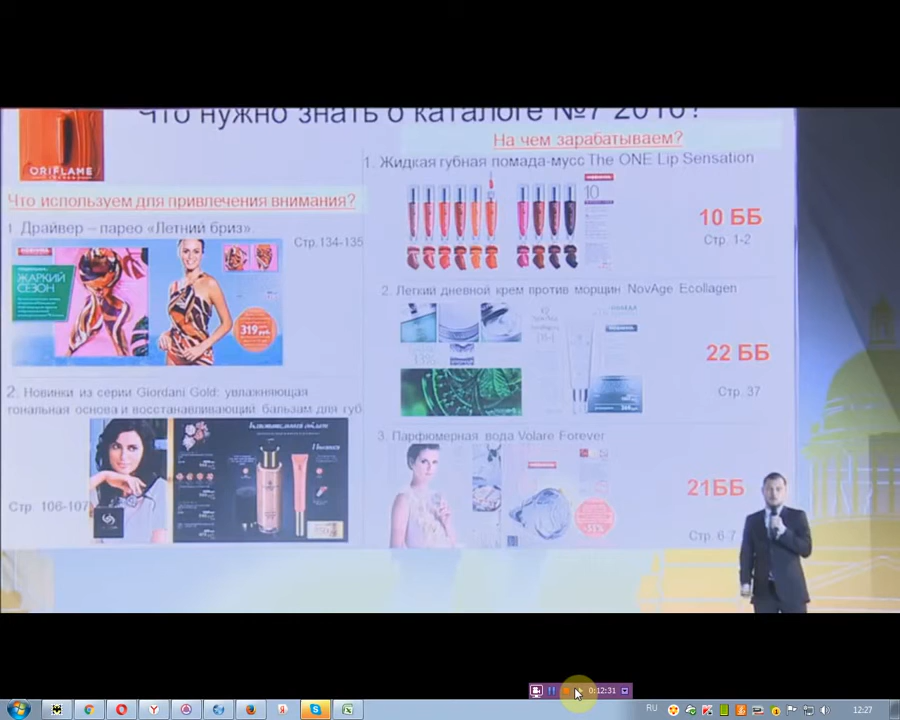 Что нужно знать о каталоге №7 2016?
ORIFLAME
Что используем для привлечения внимания?
1 Драйвер – парео «Летний бриз».
Стр.134-135
ЖАРКИЙ
СЕЗОН
319 руб.
2. Новинки из серии Giordani Gold: увлажняющая
тональная основа и восстанавливающий бальзам для губ
Стр 106-107
На чем зарабатываем?
1. Жидкая губная помада-мусс The ONE Lip Sensation
10
10 ББ
Стр. 1-2
2. Легкий дневной крем против морщин NovAge Ecollagen
22 ББ
Стр. 37
3. Парфюмерная вода Volare Forever
21ББ
Стр. 6-7
0:12:31
RU
12:27